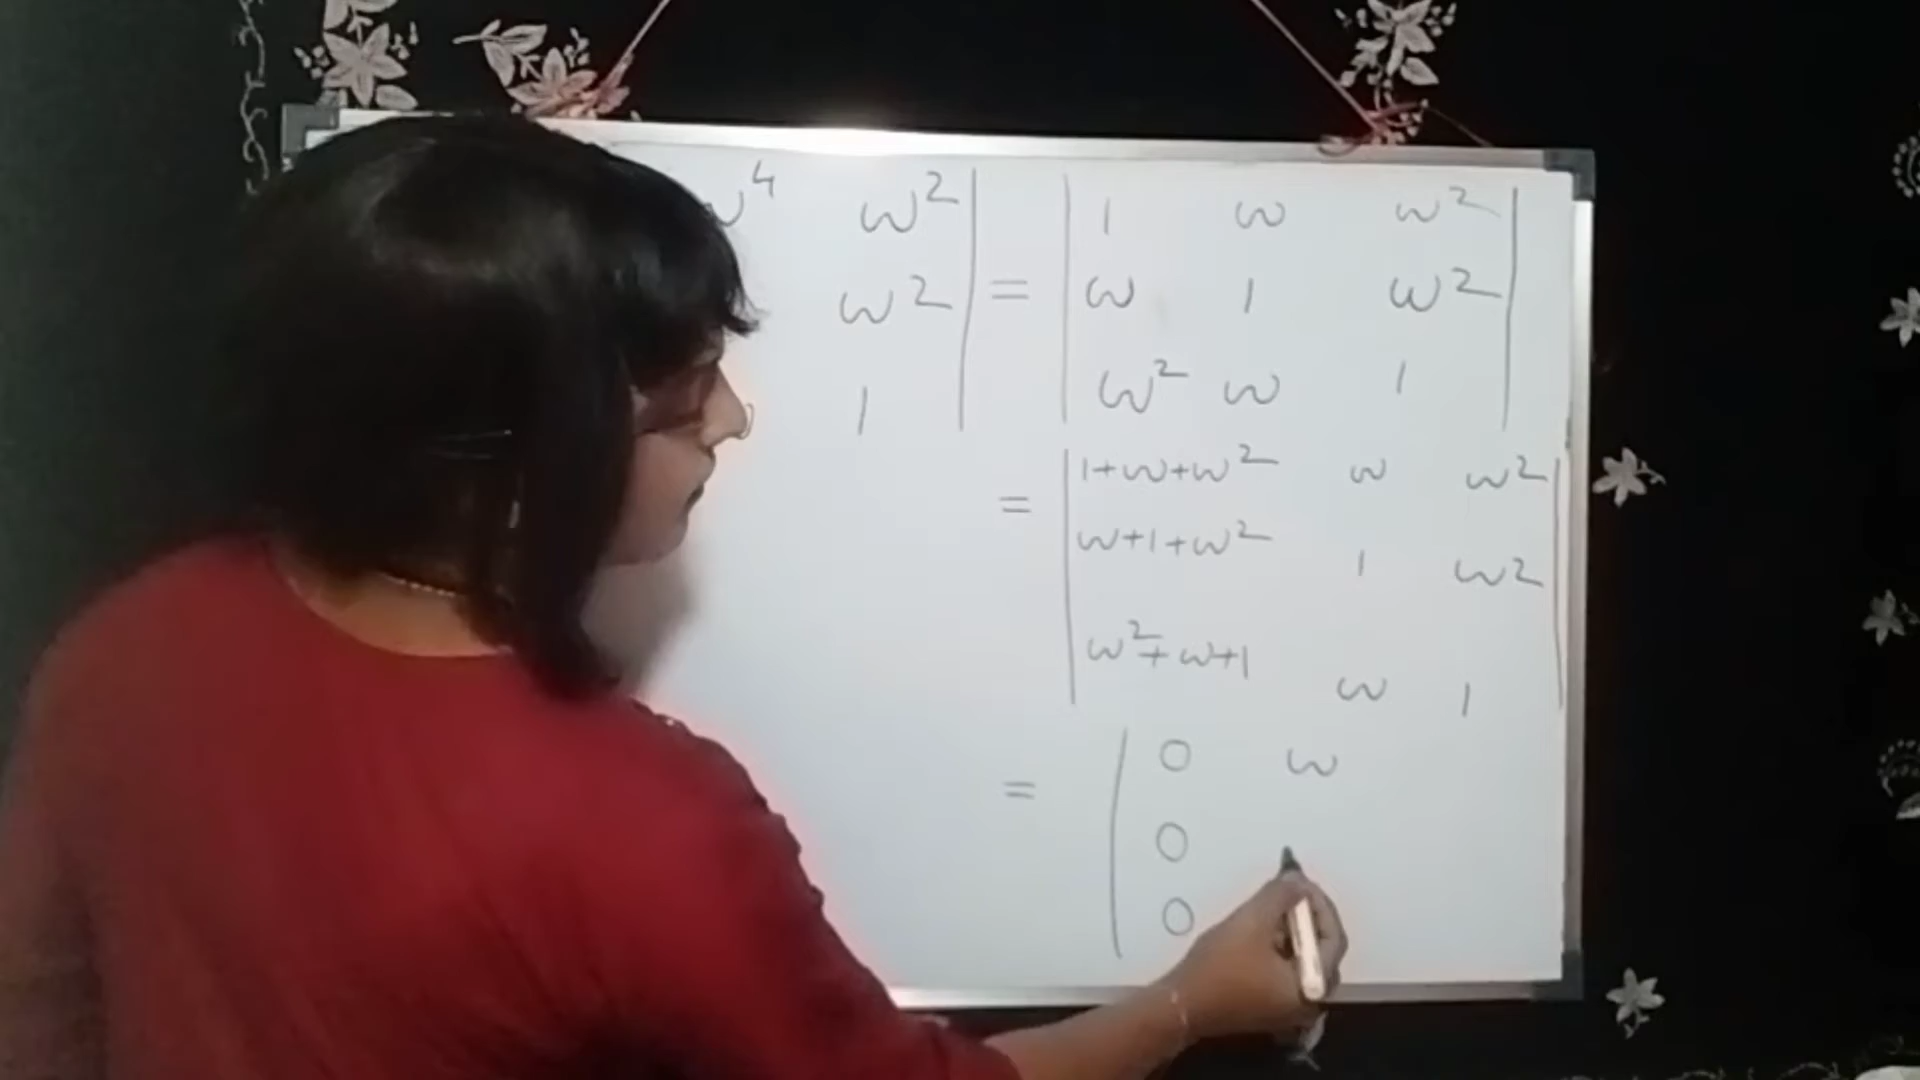 ω⁴ ω² | = | 1 ω ω² |
ω² | = | ω 1 ω² |
1 | | ω² ω 1 |
= | 1+ω+ω² ω ω² |
| ω+1+ω² 1 ω² |
| ω²+ω+1 ω 1 |
= | 0 ω
| 0
| 0